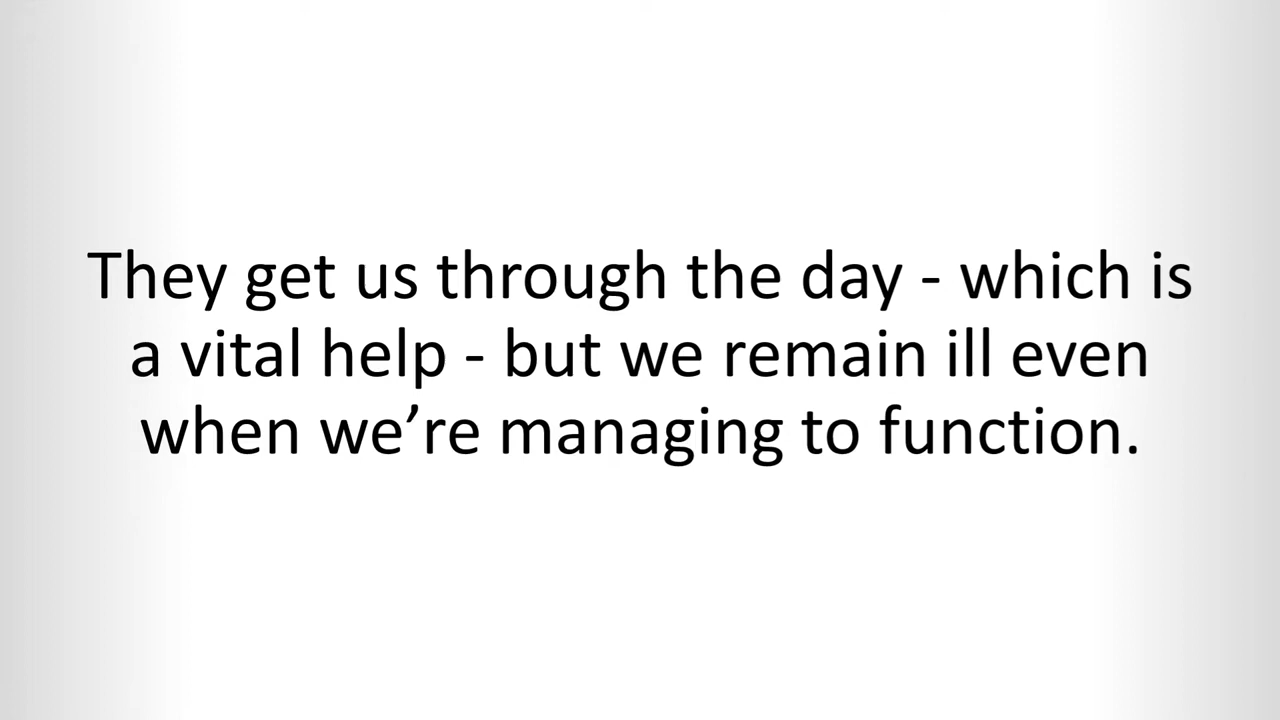 They get us through the day - which is
a vital help - but we remain ill even
when we’re managing to function.